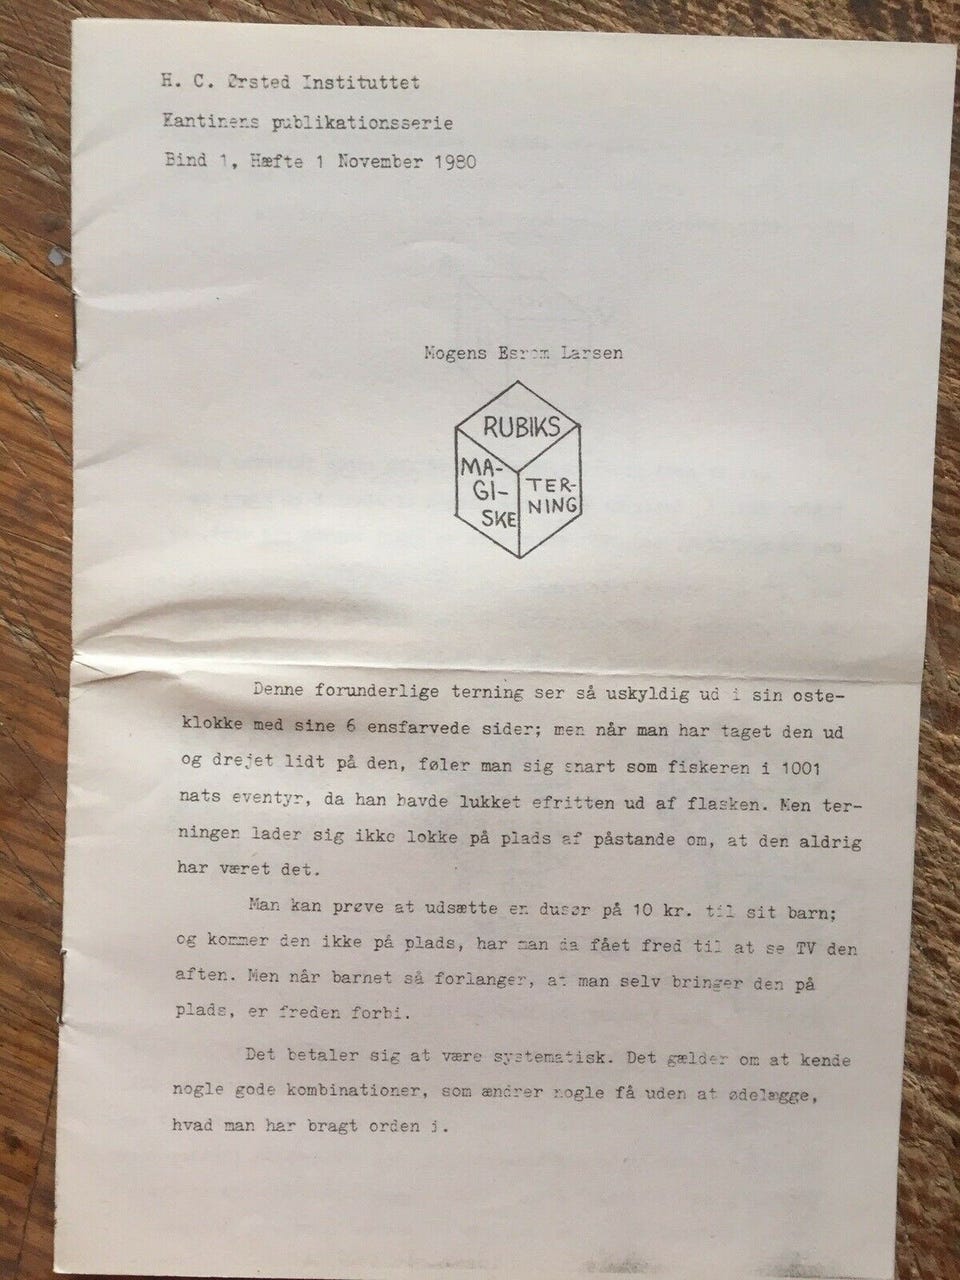 H. C. Ørsted Instituttet
Kantinens publikationsserie
Bind 1, Hæfte 1 November 1980
Mogens Esrom Larsen
RUBIKS
MA-
GI-
SKE
TER-
NING
Denne forunderlige terning ser så uskyldig ud i sin oste-
klokke med sine 6 ensfarvede sider; men når man har taget den ud
og drejet lidt på den, føler man sig snart som fiskeren i 1001
nats eventyr, da han havde lukket efritten ud af flasken. Men ter-
ningen lader sig ikke lokke på plads af påstande om, at den aldrig
har været det.
Man kan prøve at udsætte en dusør på 10 kr. til sit barn;
og kommer den ikke på plads, har man da fået fred til at se TV den
aften. Men når barnet så forlanger, at man selv bringer den på
plads, er freden forbi.
Det betaler sig at være systematisk. Det gælder om at kende
nogle gode kombinationer, som ændrer nogle få uden at ødelægge,
hvad man har bragt orden i.